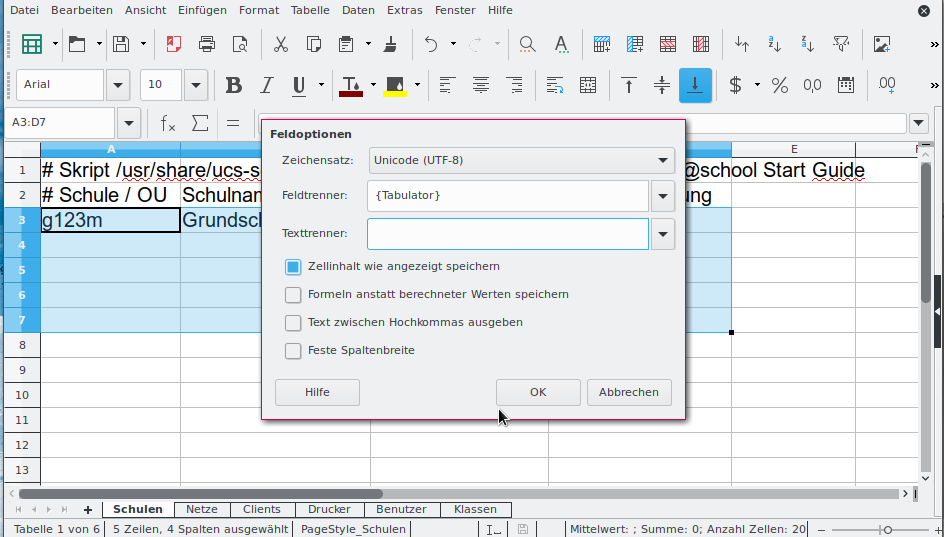 Datei Bearbeiten Ansicht Einfügen Format Tabelle Daten Extras Fenster Hilfe
Arial 10
A3:D7
Feldoptionen
Zeichensatz: Unicode (UTF-8)
Feldtrenner: {Tabulator}
Texttrenner:
Zellinhalt wie angezeigt speichern
Formeln anstatt berechneter Werten speichern
Text zwischen Hochkommas ausgeben
Feste Spaltenbreite
Hilfe OK Abbrechen
A E
1 # Skript /usr/share/ucs-s @school Start Guide
2 # Schule / OU Schulnam ung
3 g123m Grundsch
4
5
6
7
8
9
10
11
12
13
Schulen Netze Clients Drucker Benutzer Klassen
Tabelle 1 von 6 5 Zeilen, 4 Spalten ausgewählt PageStyle_Schulen Mittelwert: ; Summe: 0; Anzahl Zellen: 20